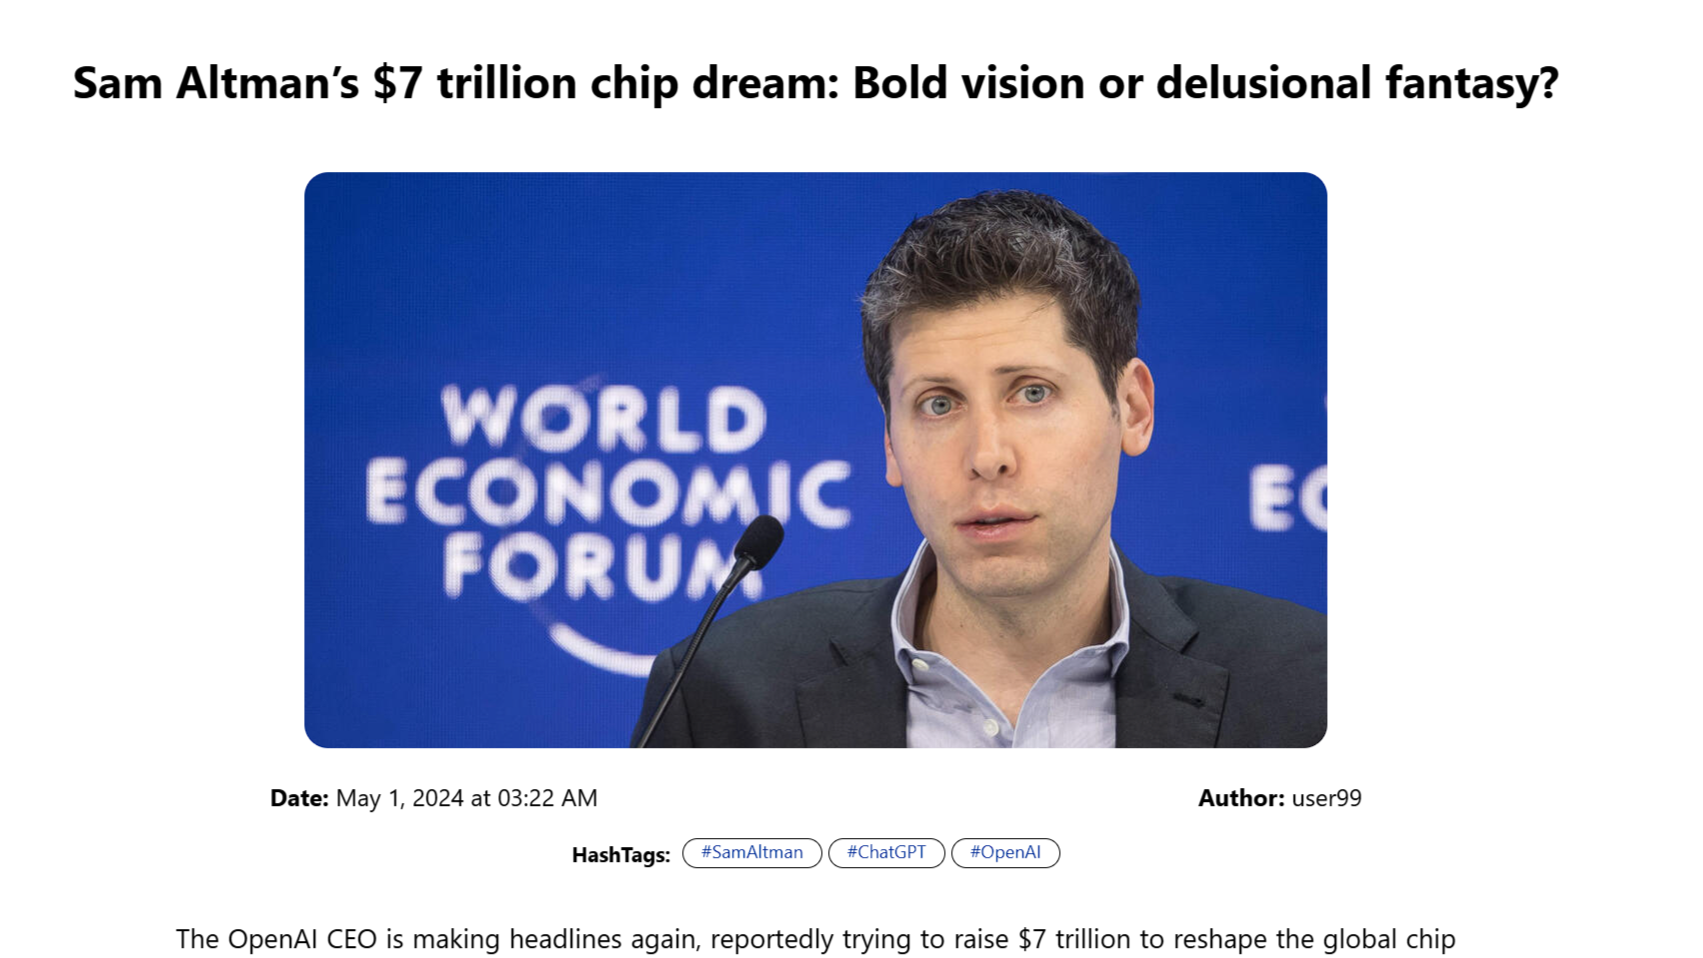 Sam Altman’s $7 trillion chip dream: Bold vision or delusional fantasy?
WORLD
ECONOMIC
FORUM
EC
Date: May 1, 2024 at 03:22 AM
Author: user99
HashTags: #SamAltman #ChatGPT #OpenAI
The OpenAI CEO is making headlines again, reportedly trying to raise $7 trillion to reshape the global chip